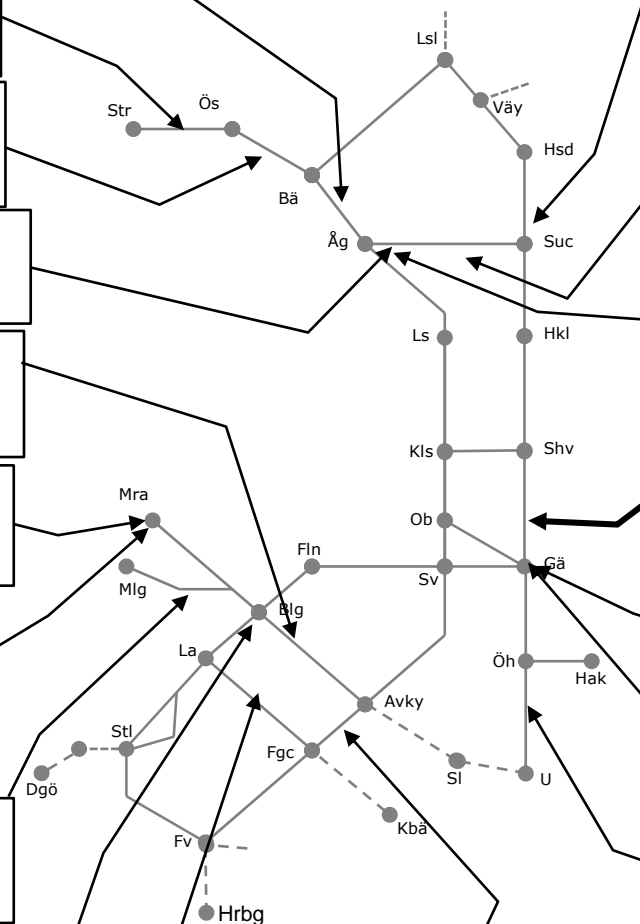 Lsl
Väy
Str
Ös
Hsd
Bä
Åg
Suc
Ls
Hkl
Kls
Shv
Mra
Ob
Fln
Gä
Sv
Mlg
Blg
La
Öh
Hak
Avky
Stl
Fgc
Sl
U
Dgö
Kbä
Fv
Hrbg